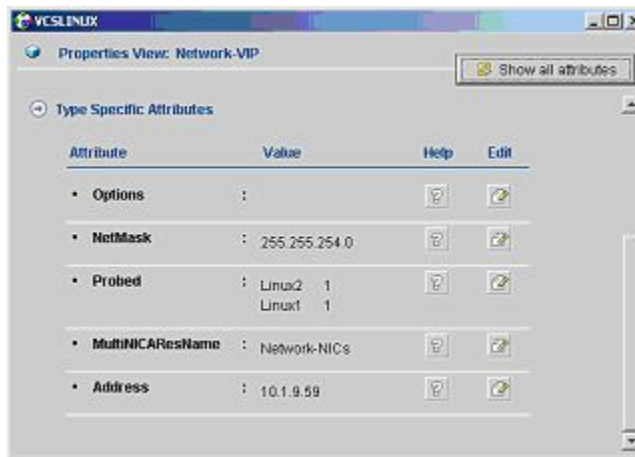 VCSLINUX
Properties View: Network-VIP
Show all attributes
Type Specific Attributes
Attribute Value Help Edit
• Options :
• NetMask : 255.255.254.0
• Probed : Linux2 1
Linux1 1
• MultiNICAResName : Network-NICs
• Address : 10.1.9.59